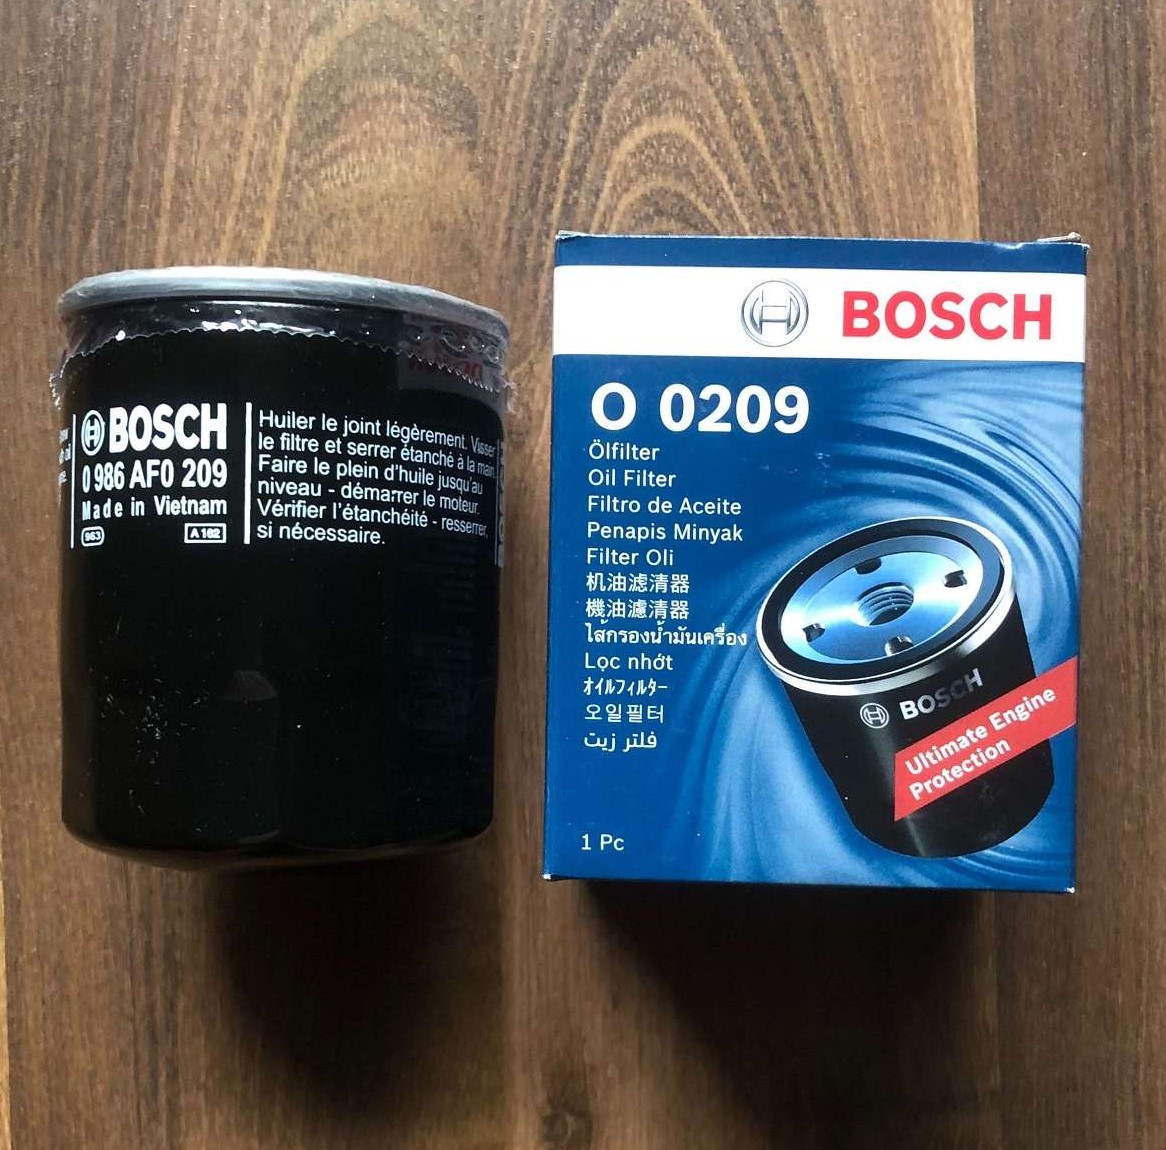 BOSCH
0 986 AF0 209
Made in Vietnam
963
A 162
Huiler le joint légèrement. Visser
le filtre et serrer étanché à la main.
Faire le plein d'huile jusqu'au
niveau - démarrer le moteur.
Vérifier l'étanchéité - resserrer,
si nécessaire.
BOSCH
O 0209
Ölfilter
Oil Filter
Filtro de Aceite
Penapis Minyak
Filter Oli
机油滤清器
機油濾清器
ไส้กรองน้ำมันเครื่อง
Lọc nhớt
オイルフィルター
오일필터
فلتر زيت
1 Pc
BOSCH
Ultimate Engine
Protection